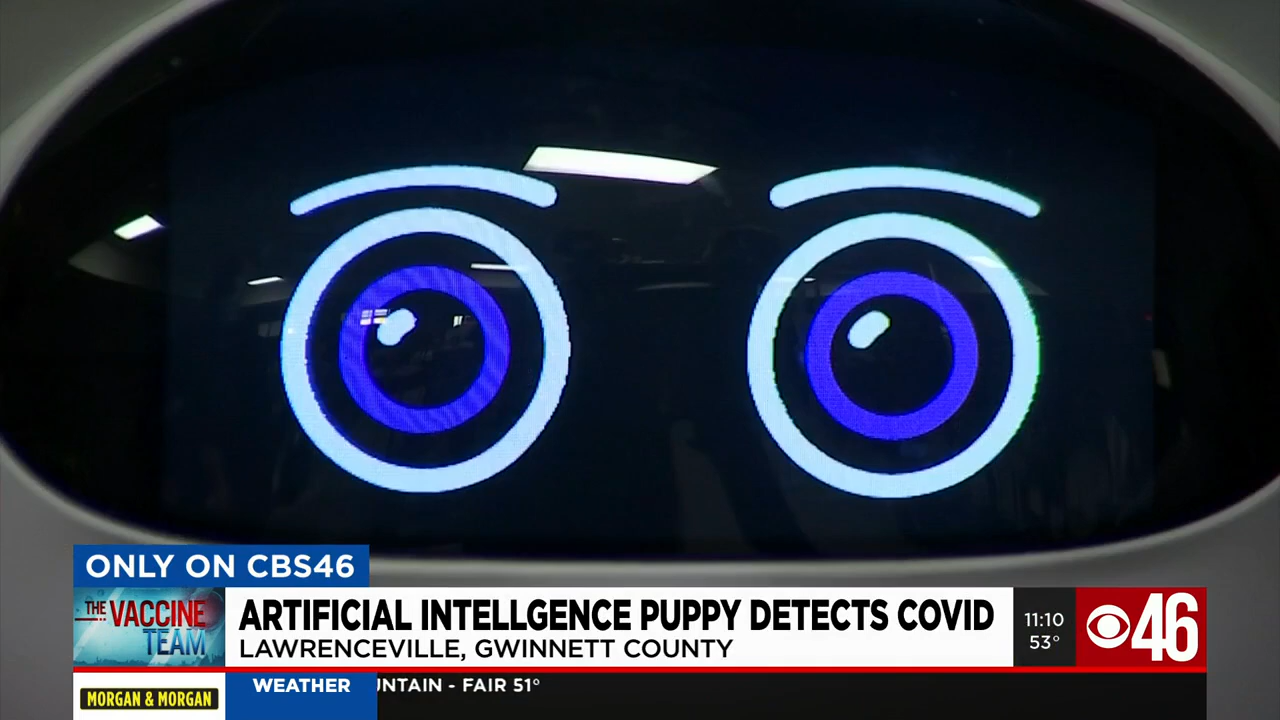 ONLY ON CBS46
THE VACCINE TEAM
ARTIFICIAL INTELLGENCE PUPPY DETECTS COVID
LAWRENCEVILLE, GWINNETT COUNTY
11:10
53°
46
MORGAN & MORGAN
WEATHER
UNTAIN - FAIR 51°